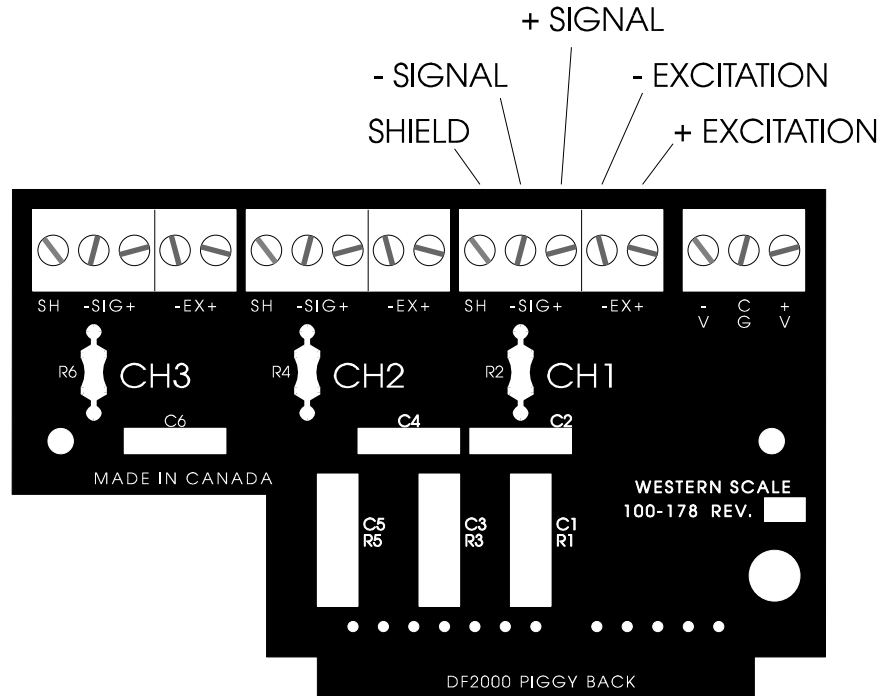 + SIGNAL
- SIGNAL
- EXCITATION
SHIELD
+ EXCITATION
SH -SIG+ -EX+ SH -SIG+ -EX+ SH -SIG+ -EX+ - C +
V G V
R6 CH3 R4 CH2 R2 CH1
C6 C4 C2
MADE IN CANADA
WESTERN SCALE
100-178 REV.
C5 C3 C1
R5 R3 R1
DF2000 PIGGY BACK